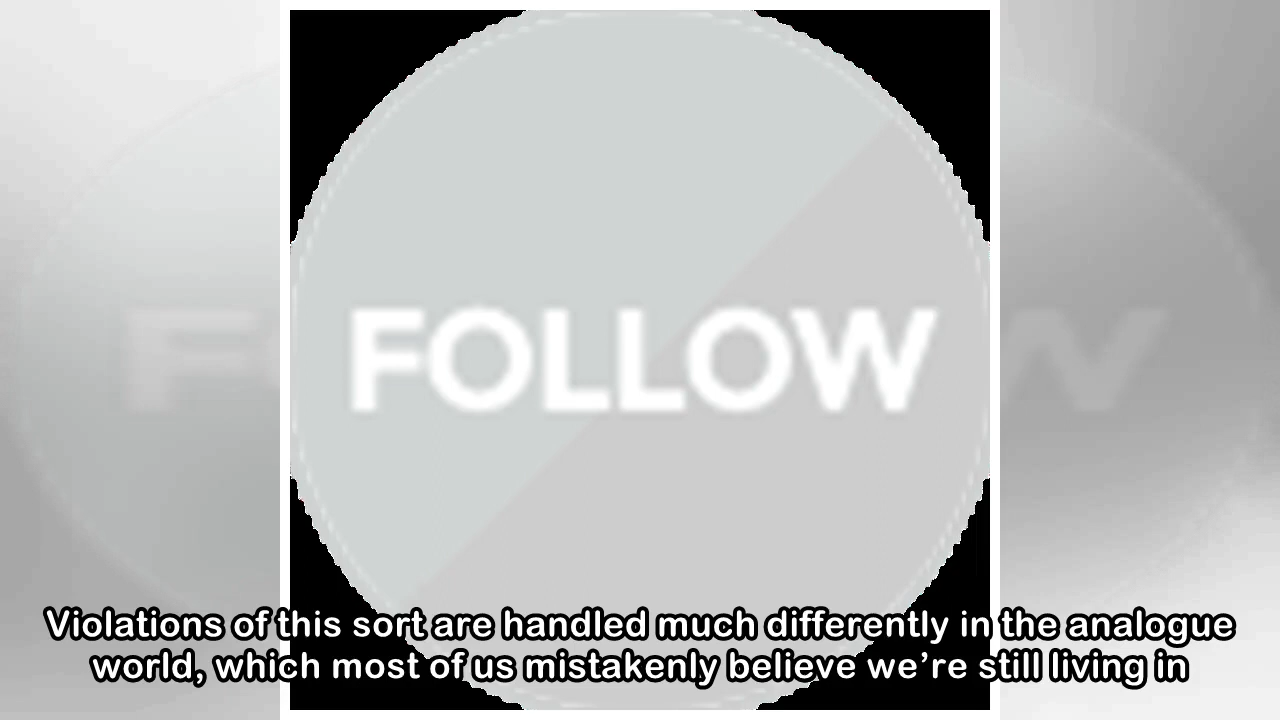 FOLLOW
Violations of this sort are handled much differently in the analogue
world, which most of us mistakenly believe we’re still living in